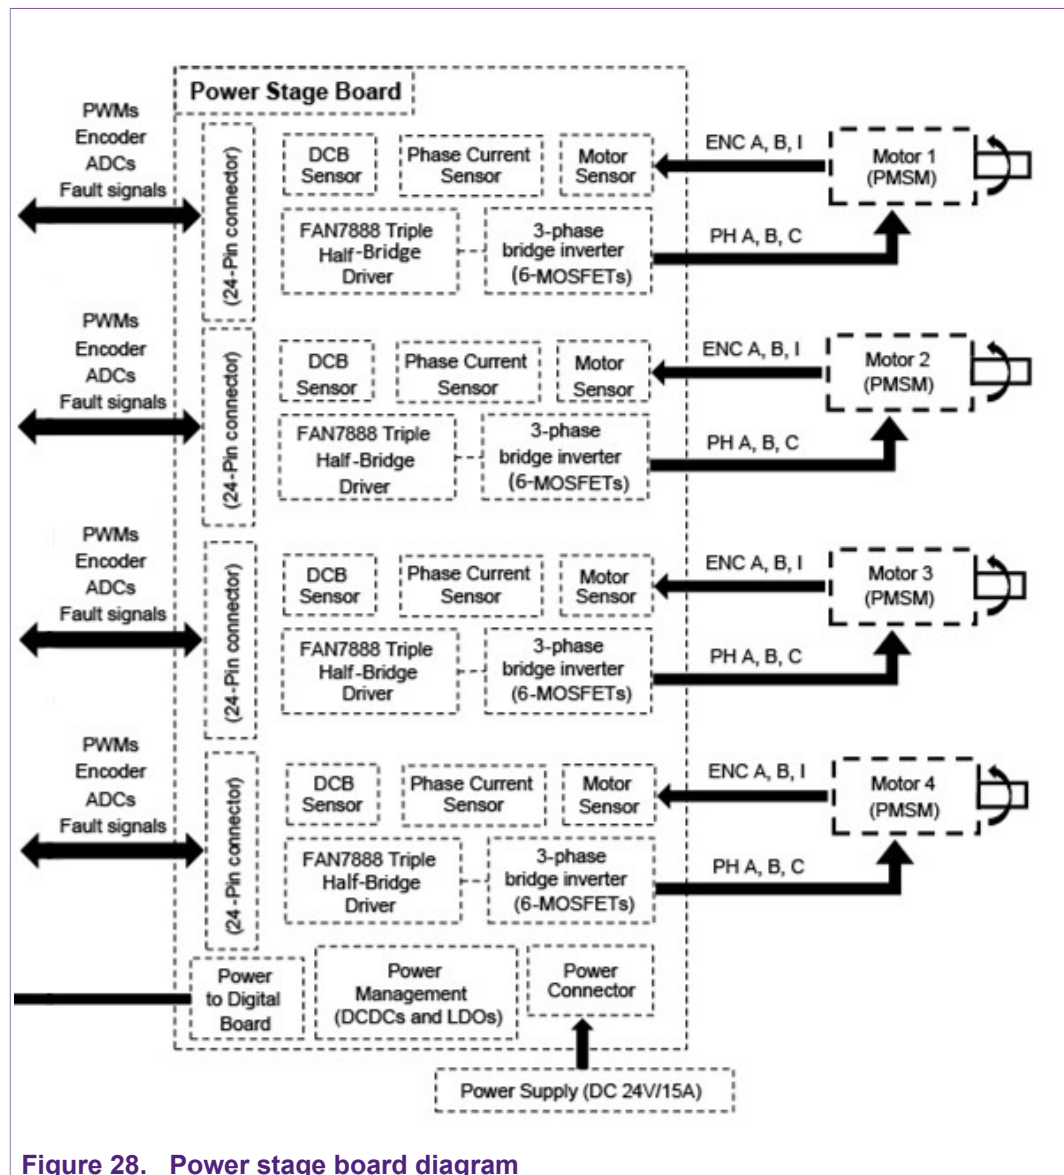 Power Stage Board
PWMs
Encoder
ADCs
Fault signals
(24-Pin connector)
DCB
Sensor
Phase Current
Sensor
Motor
Sensor
FAN7888 Triple
Half-Bridge
Driver
3-phase
bridge inverter
(6-MOSFETs)
ENC A, B, I
PH A, B, C
Motor 1
(PMSM)
PWMs
Encoder
ADCs
Fault signals
(24-Pin connector)
DCB
Sensor
Phase Current
Sensor
Motor
Sensor
FAN7888 Triple
Half-Bridge
Driver
3-phase
bridge inverter
(6-MOSFETs)
ENC A, B, I
PH A, B, C
Motor 2
(PMSM)
PWMs
Encoder
ADCs
Fault signals
(24-Pin connector)
DCB
Sensor
Phase Current
Sensor
Motor
Sensor
FAN7888 Triple
Half-Bridge
Driver
3-phase
bridge inverter
(6-MOSFETs)
ENC A, B, I
PH A, B, C
Motor 3
(PMSM)
PWMs
Encoder
ADCs
Fault signals
(24-Pin connector)
DCB
Sensor
Phase Current
Sensor
Motor
Sensor
FAN7888 Triple
Half-Bridge
Driver
3-phase
bridge inverter
(6-MOSFETs)
ENC A, B, I
PH A, B, C
Motor 4
(PMSM)
Power
to Digital
Board
Power
Management
(DCDCs and LDOs)
Power
Connector
Power Supply (DC 24V/15A)
Figure 28. Power stage board diagram